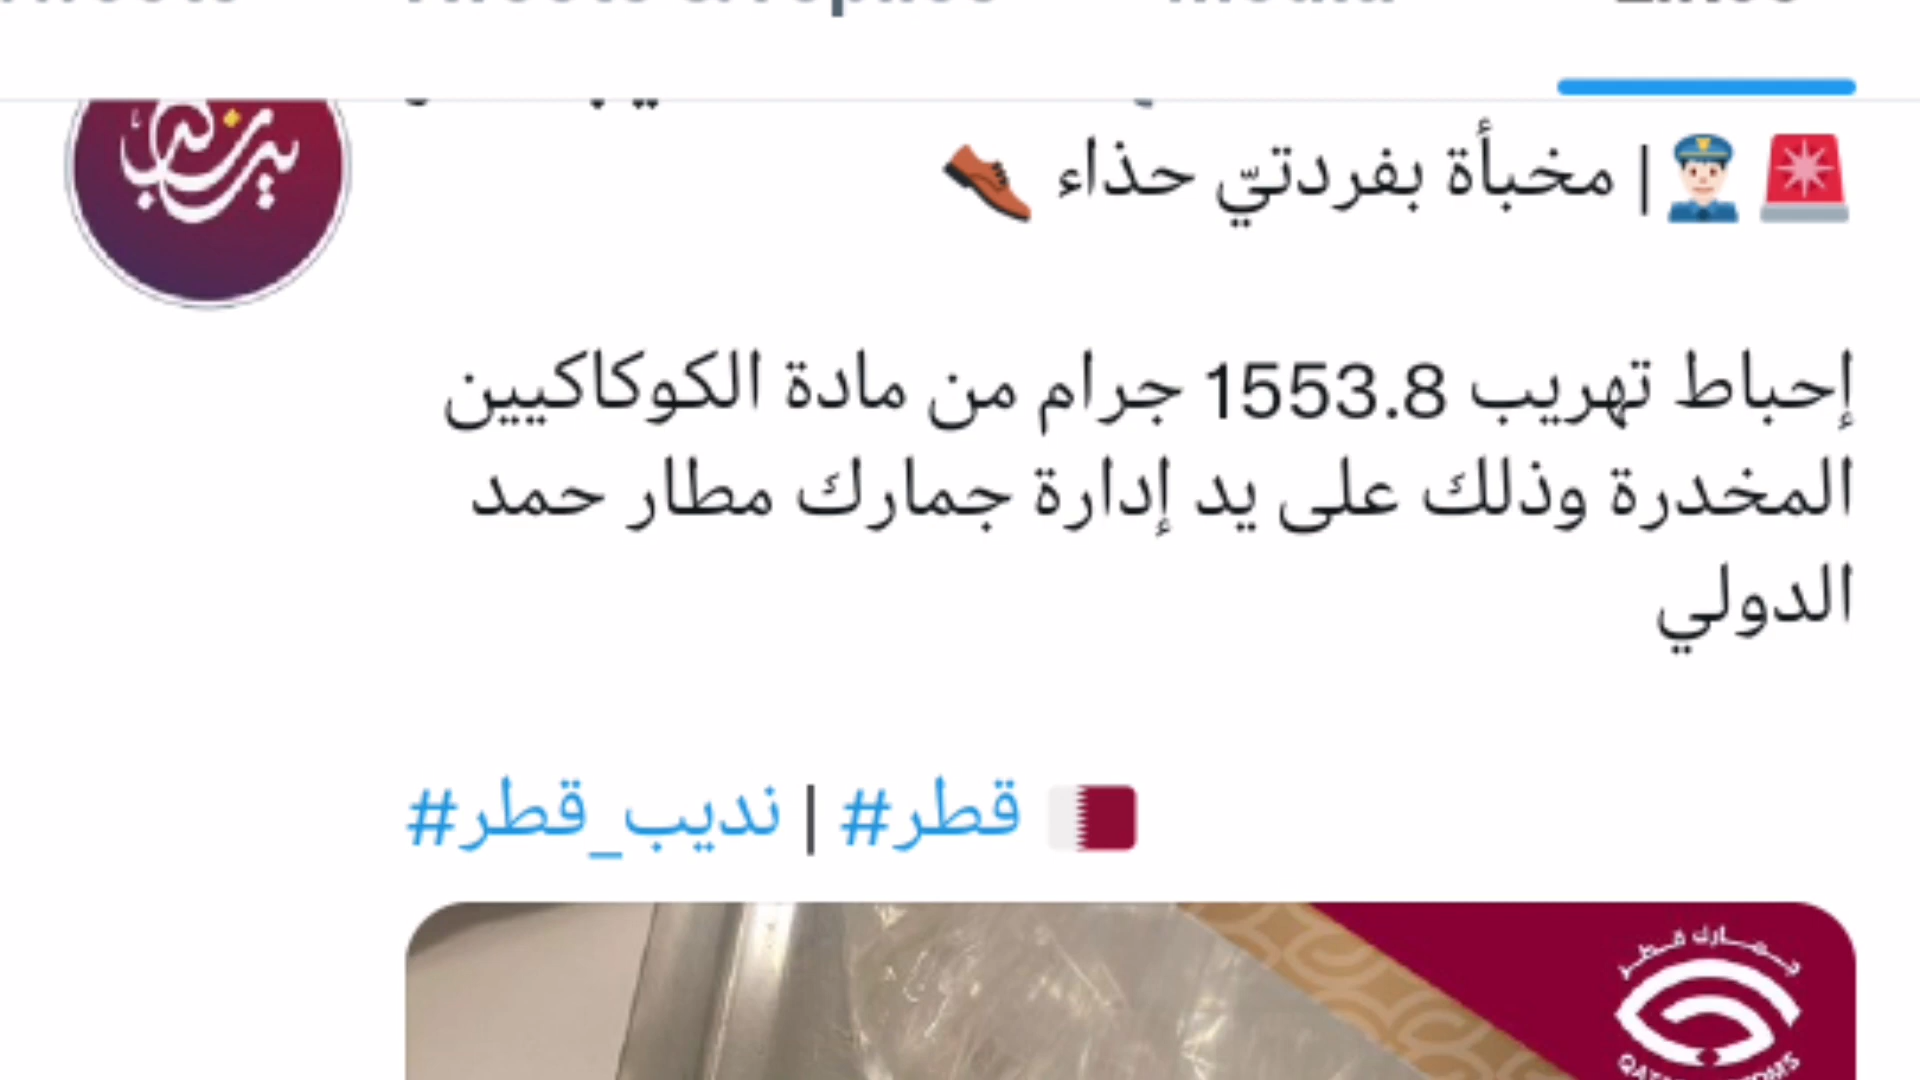 | مخبأة بفردتيّ حذاء
إحباط تهريب 1553.8 جرام من مادة الكوكاكيين
المخدرة وذلك على يد إدارة جمارك مطار حمد
الدولي
قطر# | نديب_قطر#
جمارك قطر